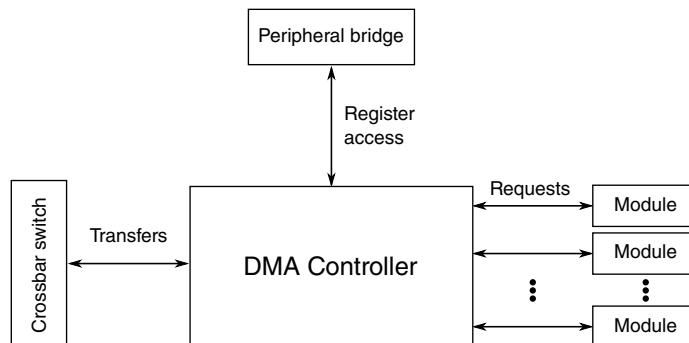 Peripheral bridge
Register
access
Requests
Module
Crossbar switch
Transfers
DMA Controller
Module
Module